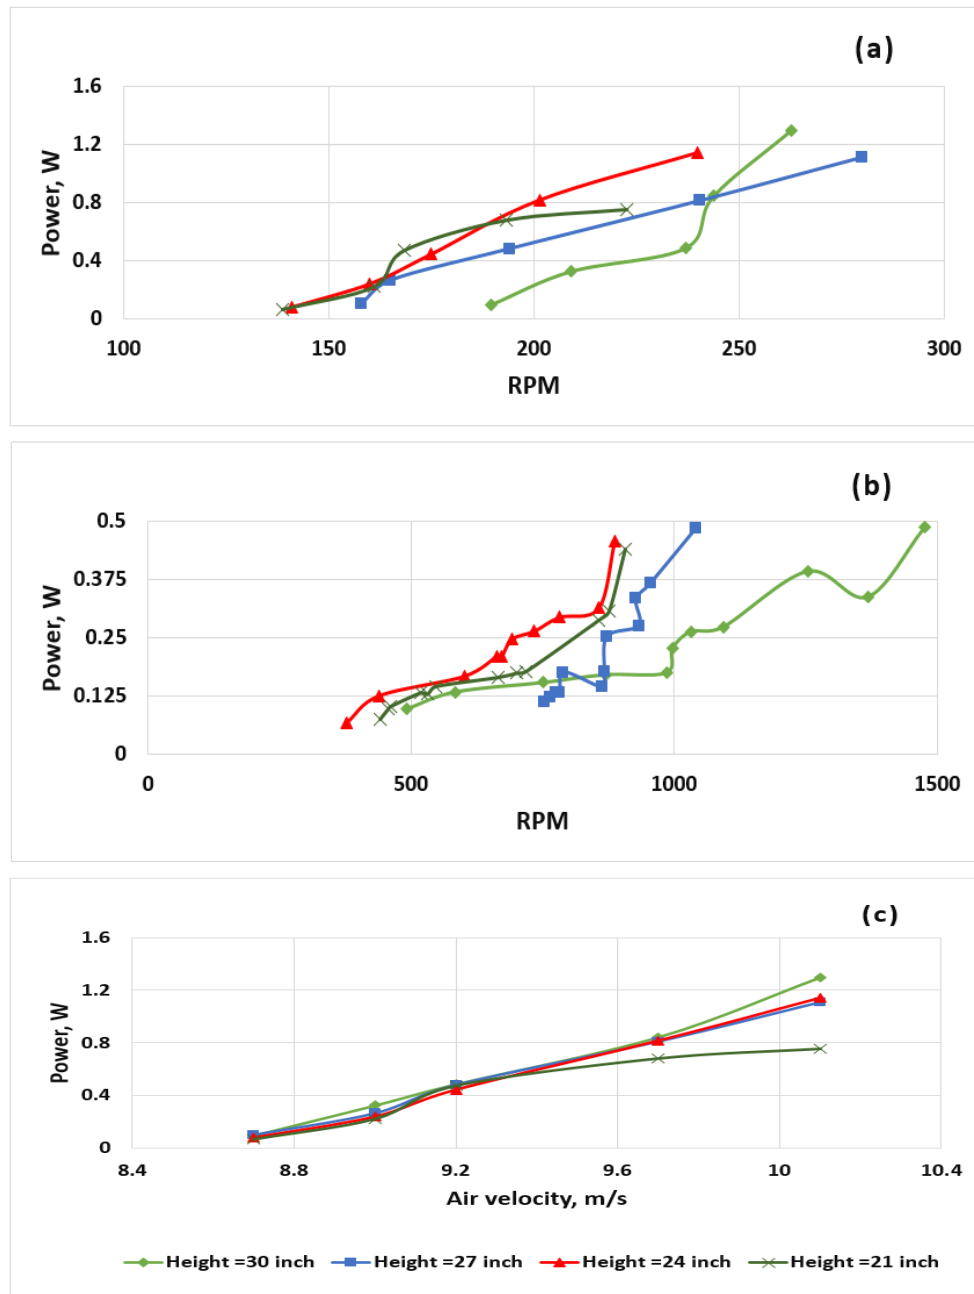 (a)
1.6
1.2
0.8
0.4
0
Power, W
100 150 200 250 300
RPM
(b)
0.5
0.375
0.25
0.125
0
Power, W
0 500 1000 1500
RPM
(c)
1.6
1.2
0.8
0.4
0
Power, W
8.4 8.8 9.2 9.6 10 10.4
Air velocity, m/s
Height =30 inch Height =27 inch Height =24 inch Height =21 inch